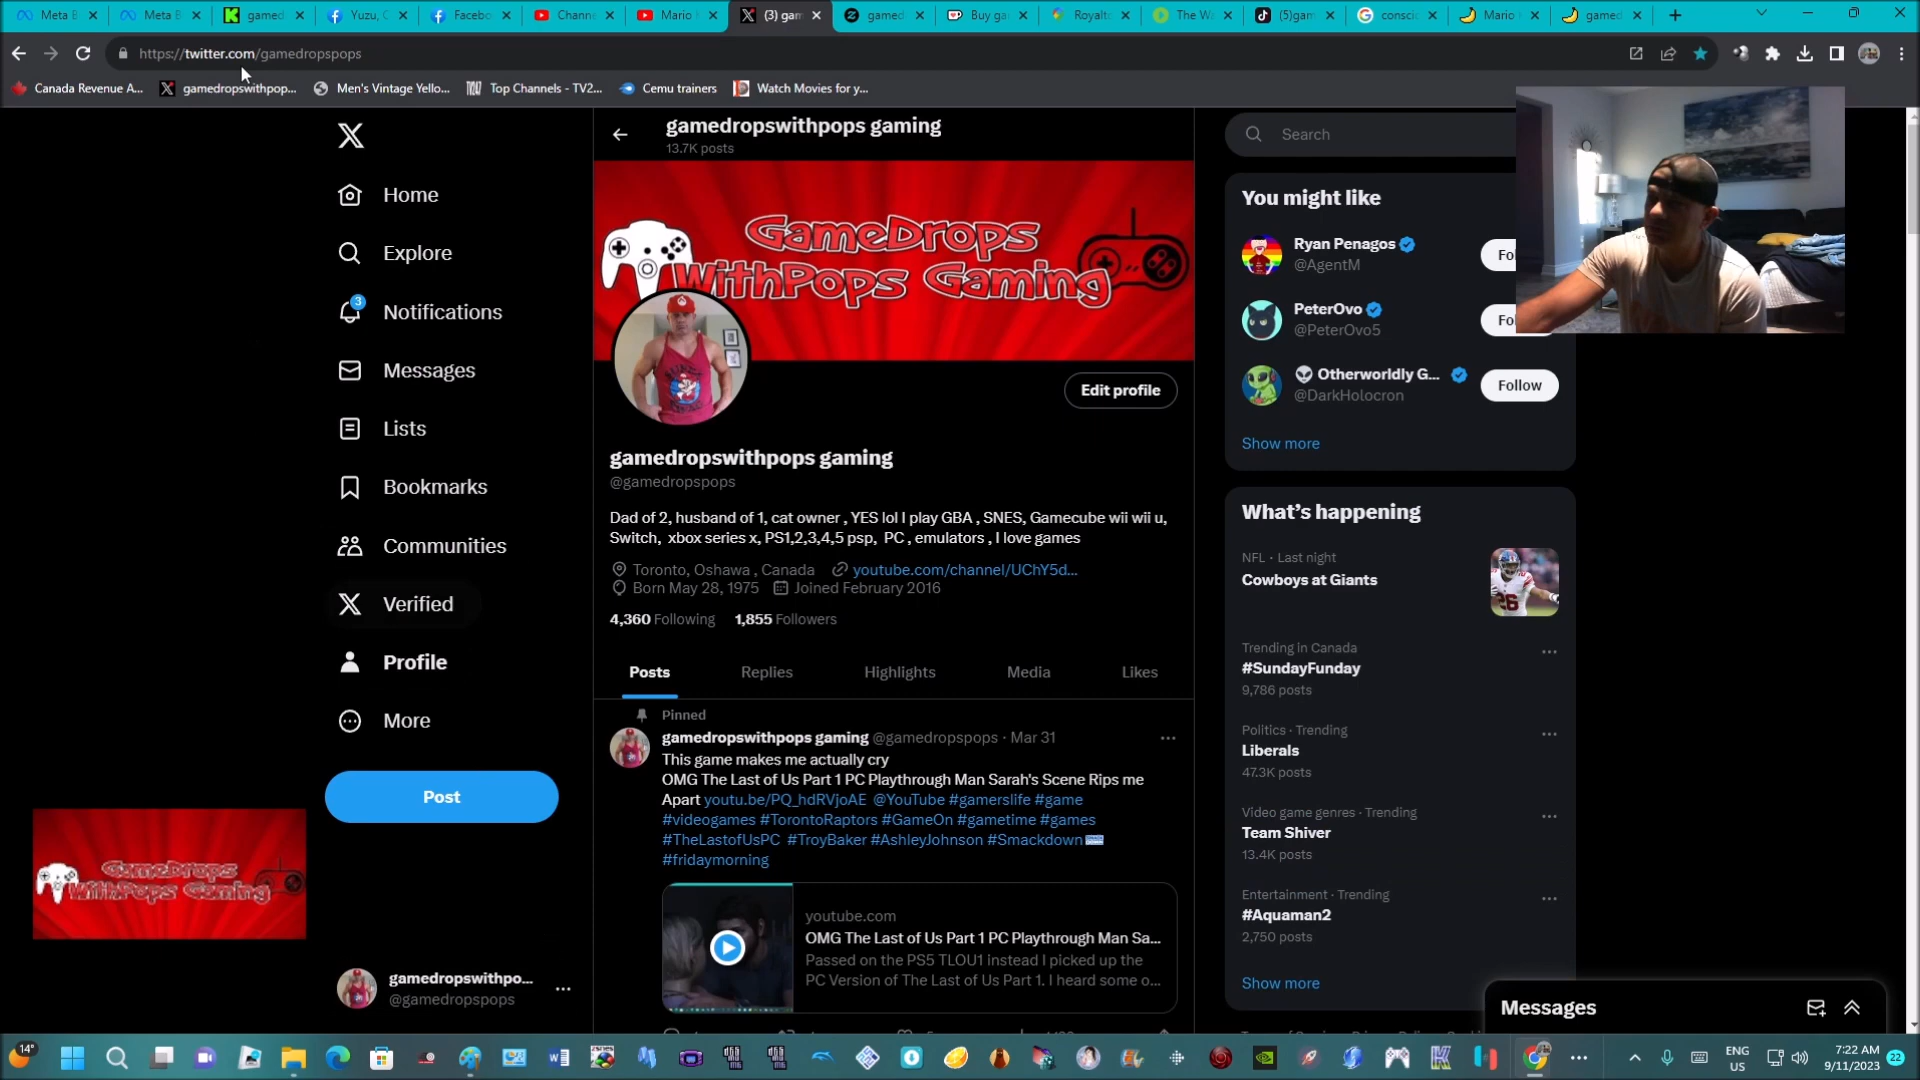 Meta B
Meta B
gamed
Yuzu, C
Facebo
Chann
Mario
(3) gam
gamed
Buy ga
Royalt
The W
(5)gam
consci
Mario
gamed
https://twitter.com/gamedropspops
Canada Revenue A...
gamedropswithpop...
Men's Vintage Yello...
Top Channels - TV2...
Cemu trainers
Watch Movies for y...
gamedropswithpops gaming
13.7K posts
Home
Explore
3
Notifications
Messages
Lists
Bookmarks
Communities
Verified
Profile
More
Post
GameDrops
WithPops Gaming
gamedropswithpo...
@gamedropspops
GameDrops
WithPops Gaming
Edit profile
gamedropswithpops gaming
@gamedropspops
Dad of 2, husband of 1, cat owner , YES lol I play GBA , SNES, Gamecube wii wii u,
Switch, xbox series x, PS1,2,3,4,5 psp, PC , emulators , I love games
Toronto, Oshawa , Canada youtube.com/channel/UChY5d...
Born May 28, 1975 Joined February 2016
4,360 Following 1,855 Followers
Posts Replies Highlights Media Likes
Pinned
gamedropswithpops gaming @gamedropspops · Mar 31
This game makes me actually cry
OMG The Last of Us Part 1 PC Playthrough Man Sarah's Scene Rips me
Apart youtu.be/PQ_hdRVjoAE @YouTube #gamerslife #game
#videogames #TorontoRaptors #GameOn #gametime #games
#TheLastofUsPC #TroyBaker #AshleyJohnson #Smackdown
#fridaymorning
youtube.com
OMG The Last of Us Part 1 PC Playthrough Man Sa...
Passed on the PS5 TLOU1 instead I picked up the
PC Version of The Last of Us Part 1. I heard some o...
Search
You might like
Ryan Penagos
@AgentM
Fo
PeterOvo
@PeterOvo5
Fo
Otherworldly G...
@DarkHolocron
Follow
Show more
What's happening
NFL · Last night
Cowboys at Giants
Trending in Canada
#SundayFunday
9,786 posts
Politics · Trending
Liberals
47.3K posts
Video game genres · Trending
Team Shiver
13.4K posts
Entertainment · Trending
#Aquaman2
2,750 posts
Show more
Messages
14°
ENG
US
7:22 AM
9/11/2023
22